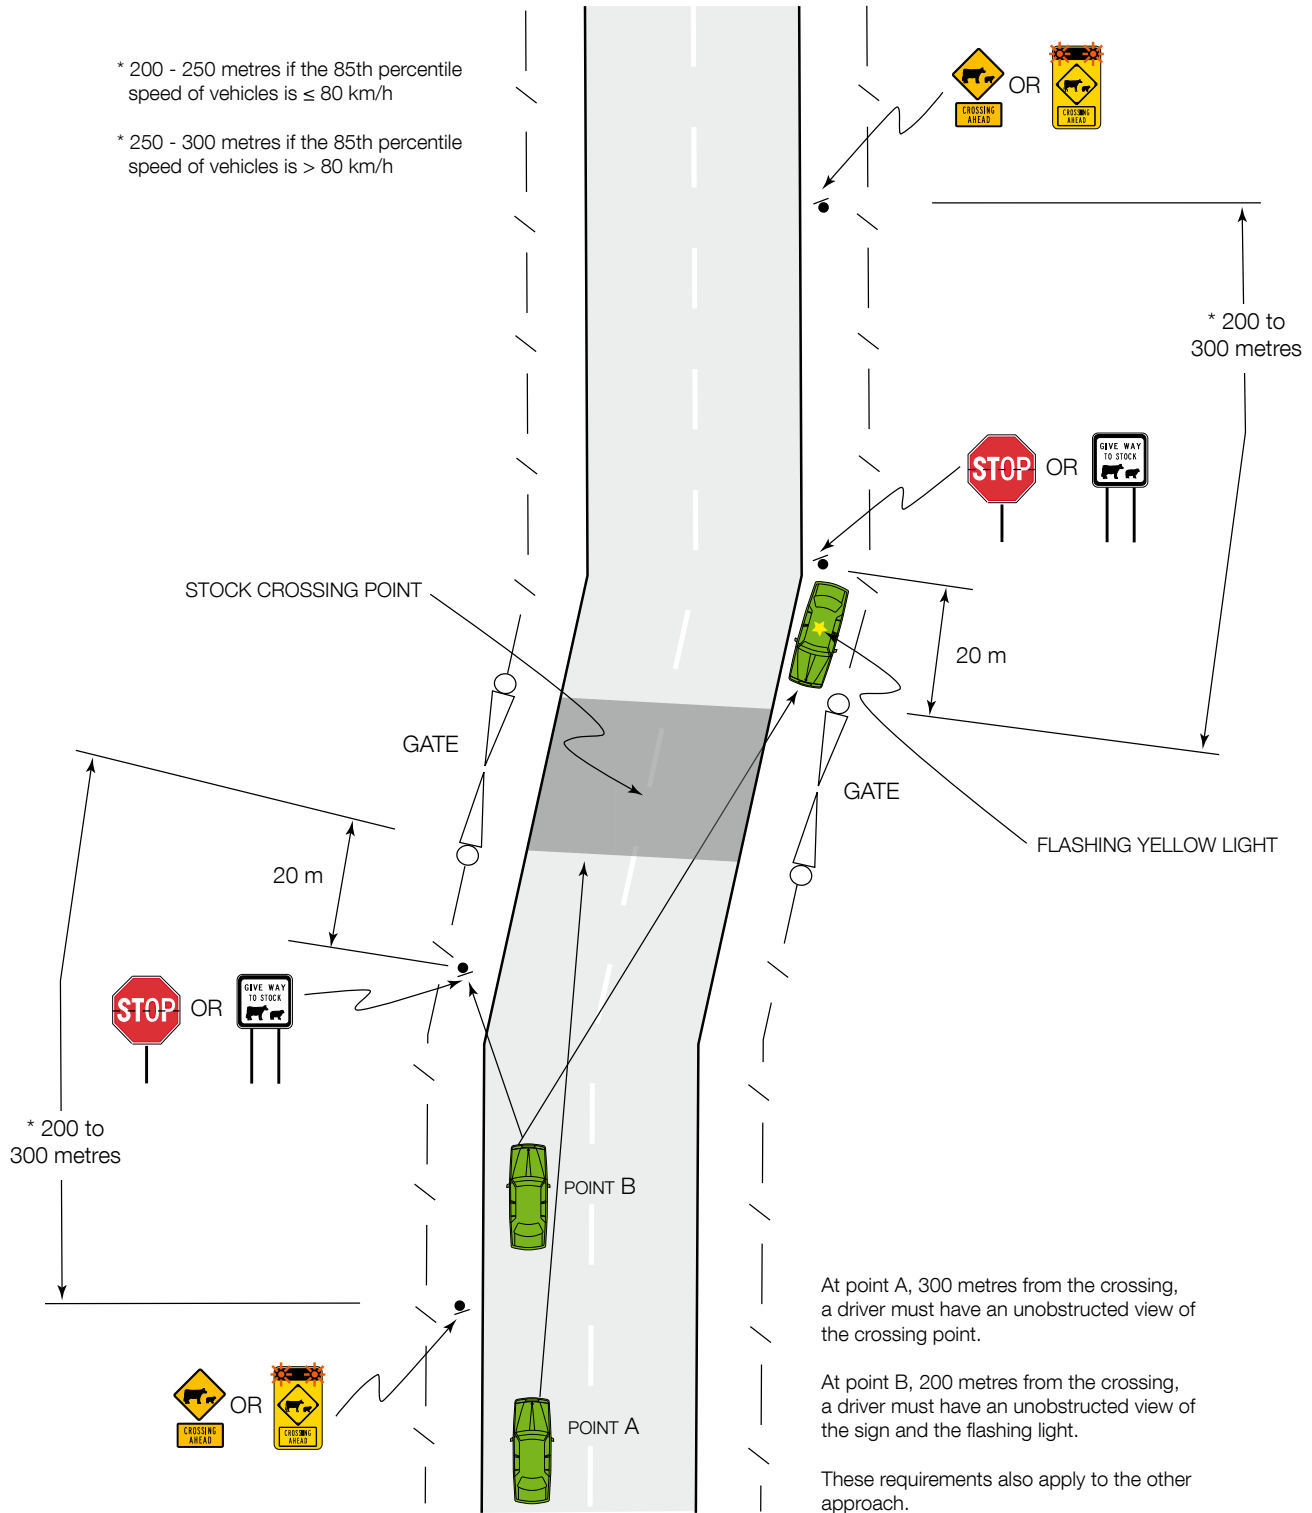 * 200 - 250 metres if the 85th percentile
speed of vehicles is ≤ 80 km/h
* 250 - 300 metres if the 85th percentile
speed of vehicles is > 80 km/h
OR
CROSSING
AHEAD
CROSSING
AHEAD
* 200 to
300 metres
STOP
OR
GIVE WAY
TO STOCK
STOCK CROSSING POINT
20 m
GATE
GATE
FLASHING YELLOW LIGHT
20 m
STOP
OR
GIVE WAY
TO STOCK
* 200 to
300 metres
POINT B
At point A, 300 metres from the crossing,
a driver must have an unobstructed view of
the crossing point.
At point B, 200 metres from the crossing,
a driver must have an unobstructed view of
the sign and the flashing light.
These requirements also apply to the other
approach.
OR
CROSSING
AHEAD
CROSSING
AHEAD
POINT A